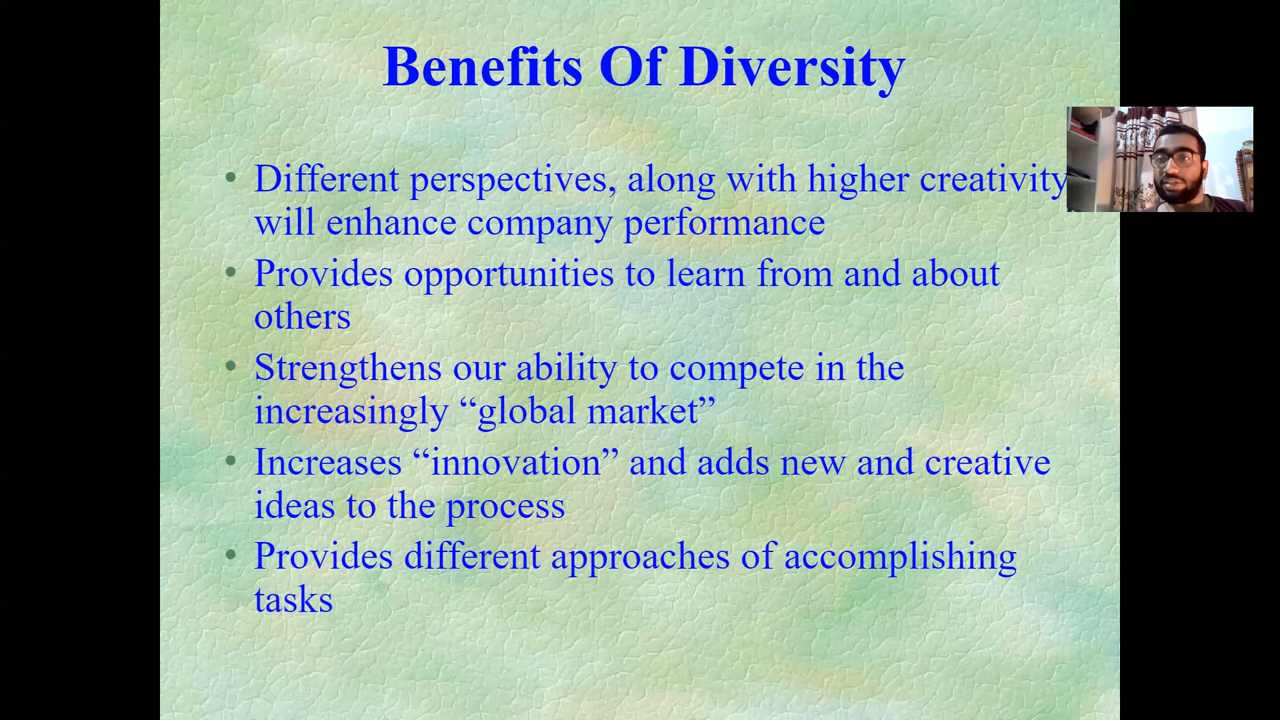 Benefits Of Diversity
• Different perspectives, along with higher creativity
will enhance company performance
• Provides opportunities to learn from and about
others
• Strengthens our ability to compete in the
increasingly “global market”
• Increases “innovation” and adds new and creative
ideas to the process
• Provides different approaches of accomplishing
tasks